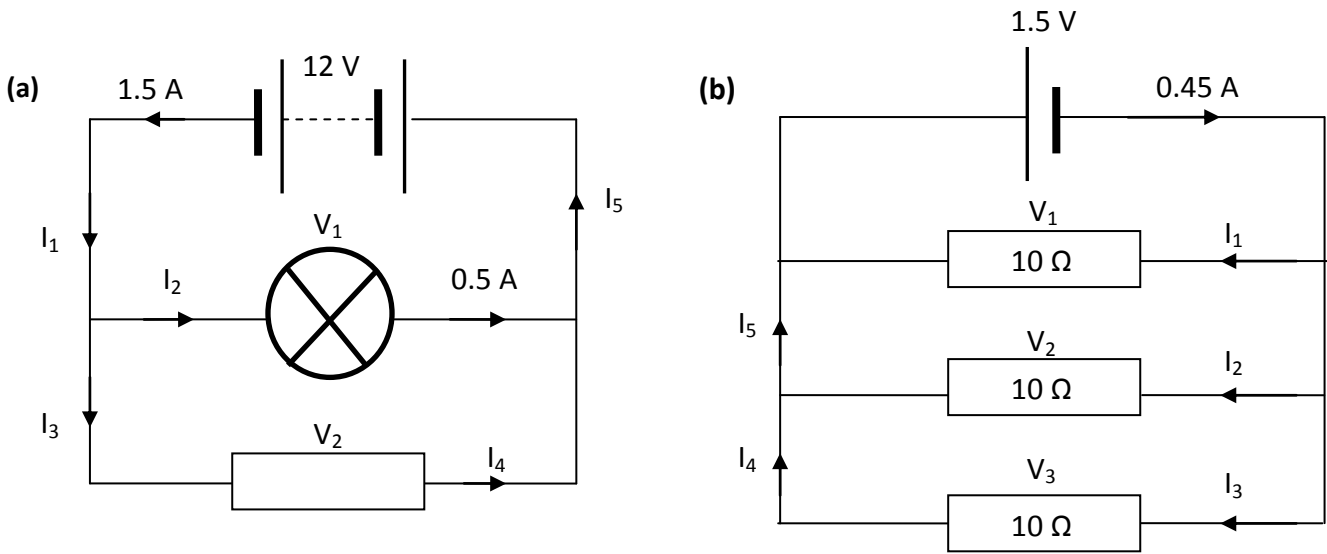 (a)
12 V
1.5 A
I₁
V₁
I₂
0.5 A
I₅
I₃
V₂
I₄
(b)
1.5 V
0.45 A
V₁
10 Ω
I₁
I₅
V₂
10 Ω
I₂
I₄
V₃
10 Ω
I₃